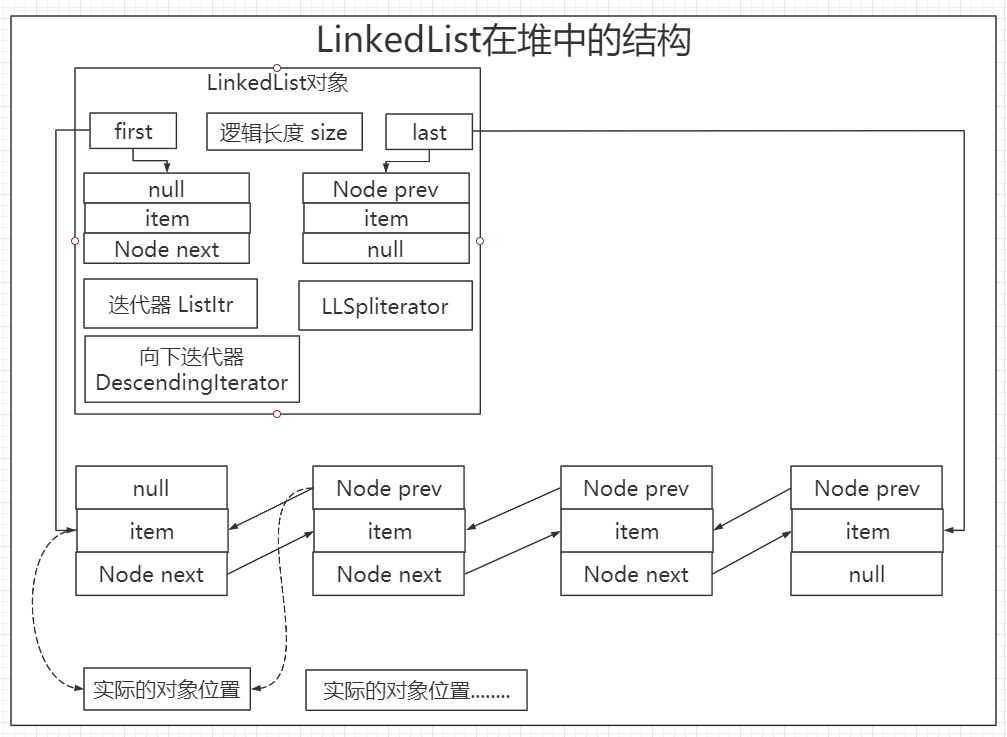 LinkedList在堆中的结构
LinkedList对象
first
逻辑长度 size
last
null
item
Node next
Node prev
item
null
迭代器 ListItr
LLSpliterator
向下迭代器
DescendingIterator
null
item
Node next
Node prev
item
Node next
Node prev
item
Node next
Node prev
item
null
实际的对象位置
实际的对象位置........